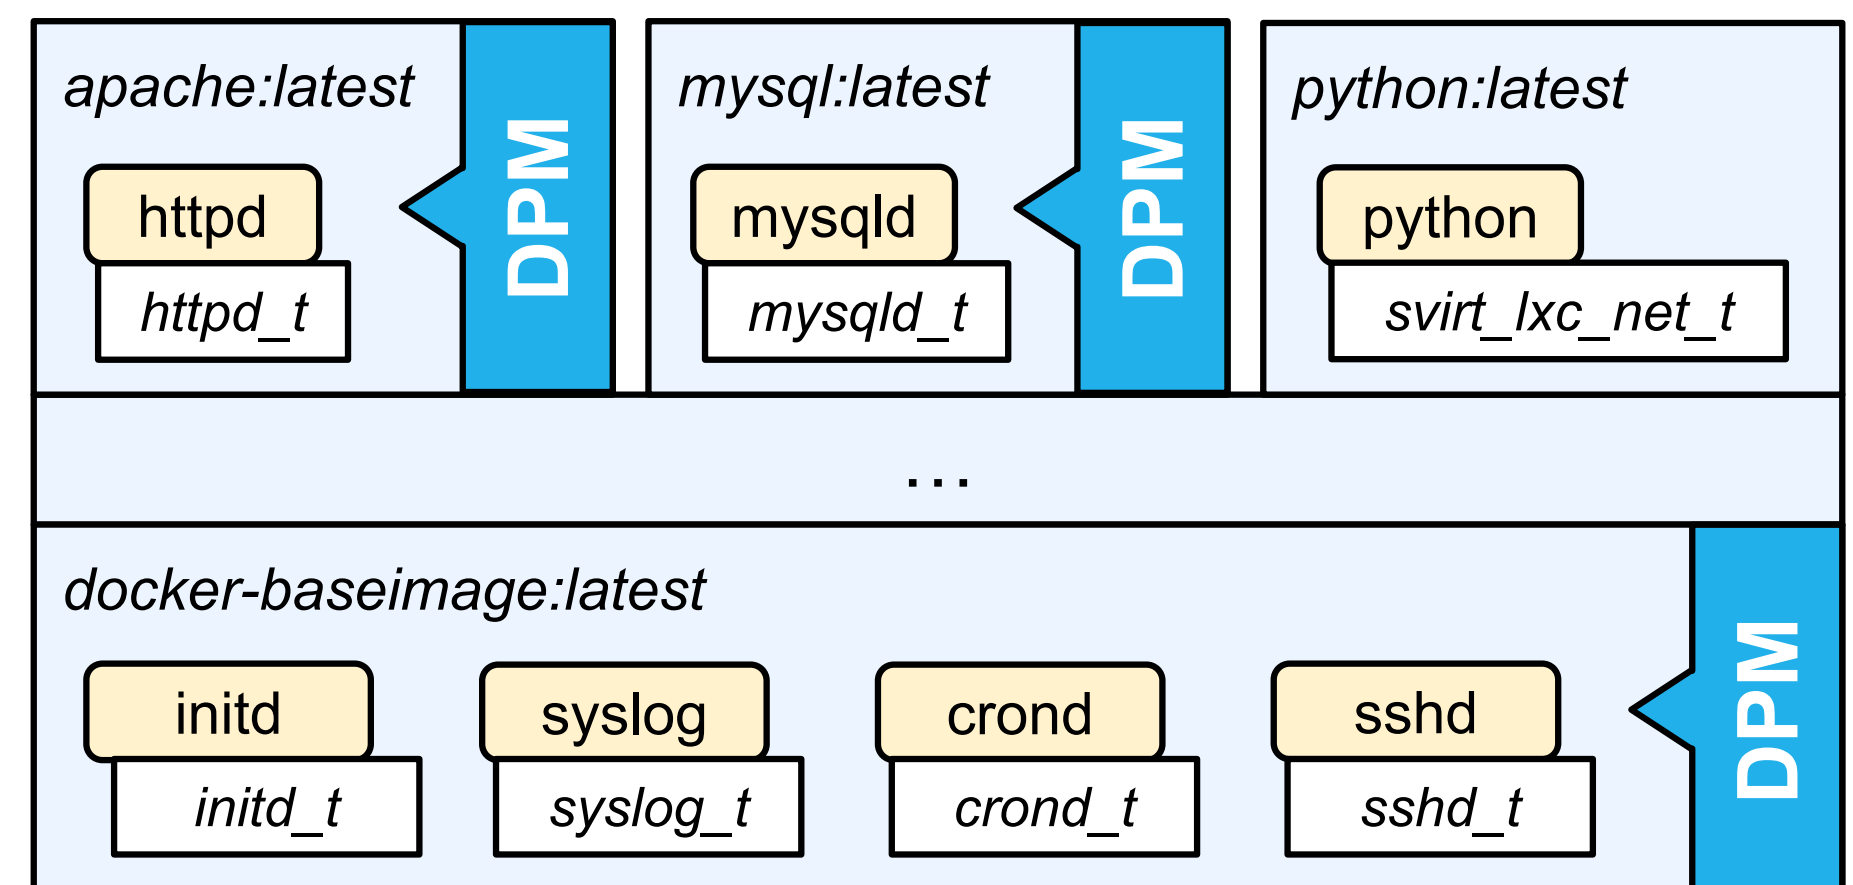 apache:latest
DPM
httpd
httpd_t
mysql:latest
DPM
mysqld
mysqld_t
python:latest
python
svirt_lxc_net_t
...
docker-baseimage:latest
DPM
initd
initd_t
syslog
syslog_t
crond
crond_t
sshd
sshd_t